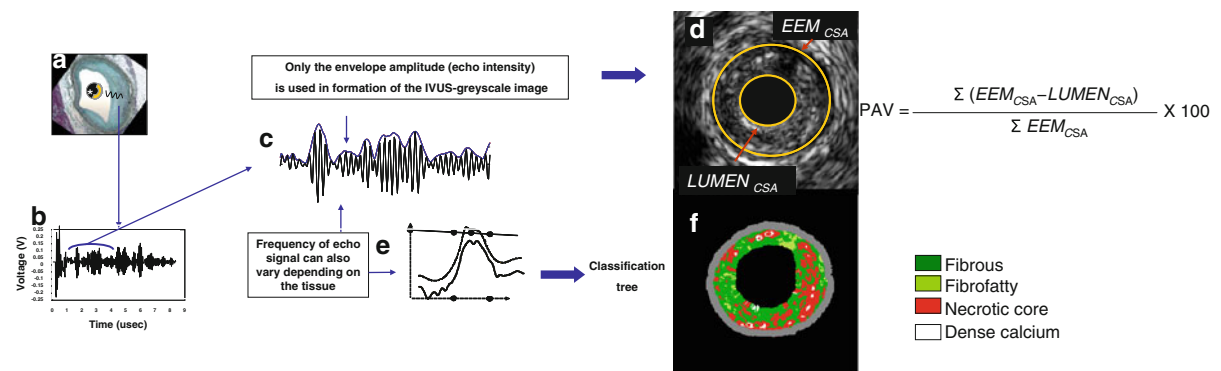 a
Only the envelope amplitude (echo intensity)
is used in formation of the IVUS-greyscale image
c
b
Voltage (V)
0.25
0.2
0.15
0.1
0.05
0
-0.05
-0.1
-0.15
-0.2
-0.25
0 1 2 3 4 5 6 7 8 9
Time (usec)
Frequency of echo
signal can also
vary depending on
the tissue
e
Classification
tree
d
EEM CSA
LUMEN CSA
PAV = Σ (EEMCSA–LUMENCSA) X 100
Σ EEMCSA
f
Fibrous
Fibrofatty
Necrotic core
Dense calcium